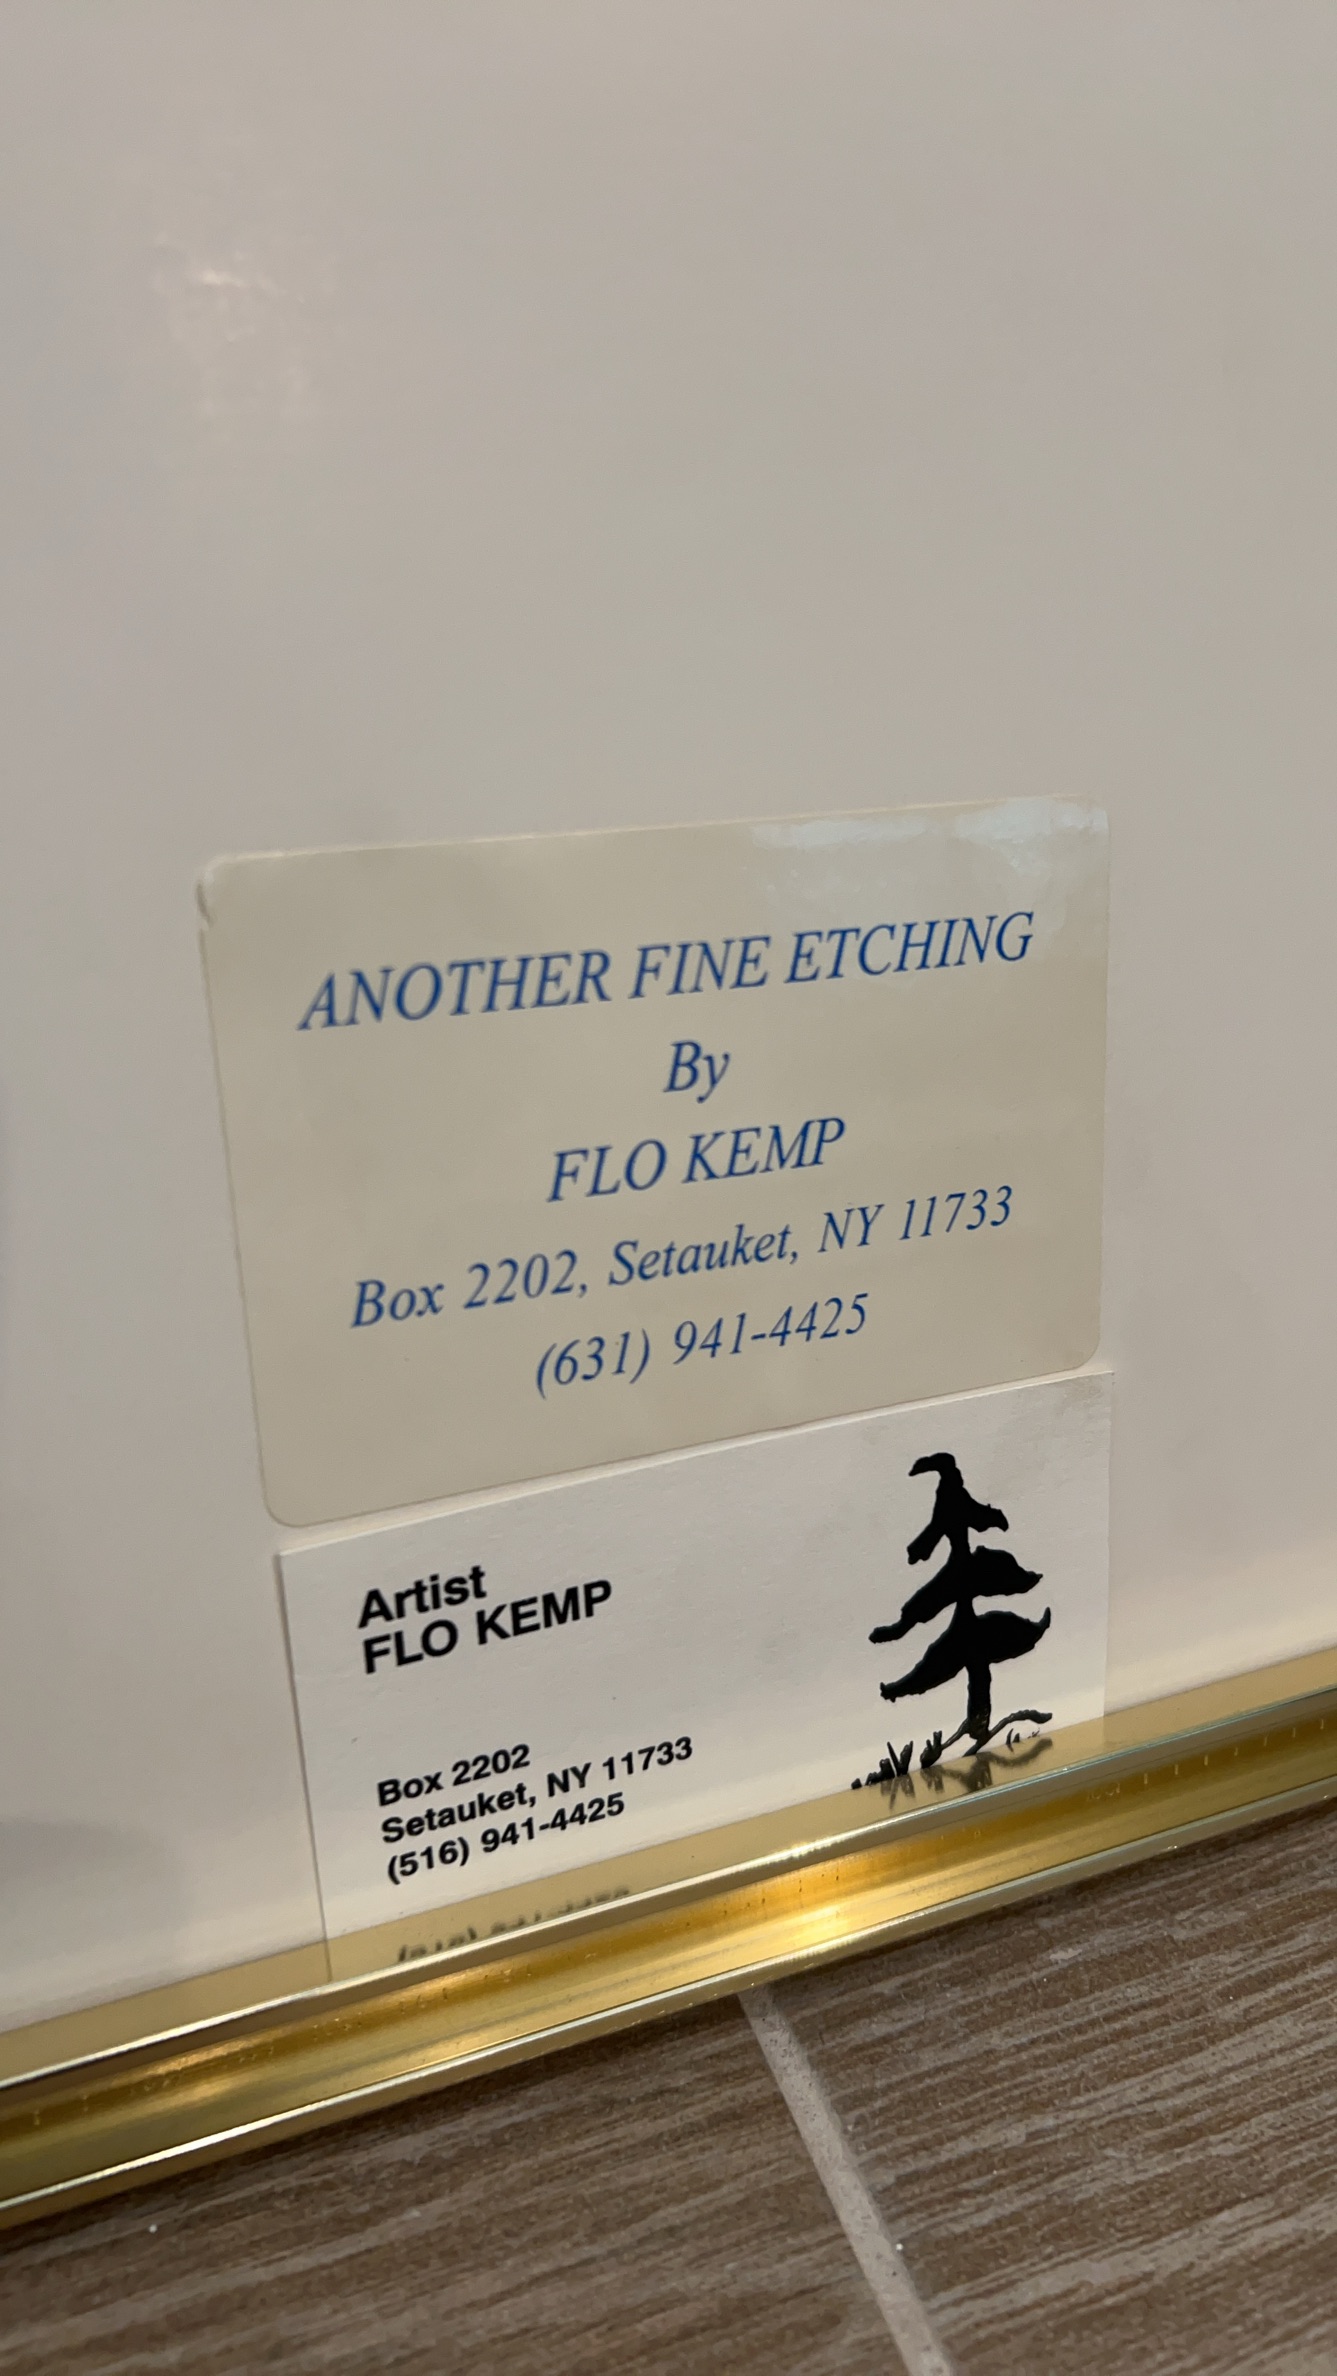 ANOTHER FINE ETCHING
By
FLO KEMP
Box 2202, Setauket, NY 11733
(631) 941-4425
Artist
FLO KEMP
Box 2202
Setauket, NY 11733
(516) 941-4425